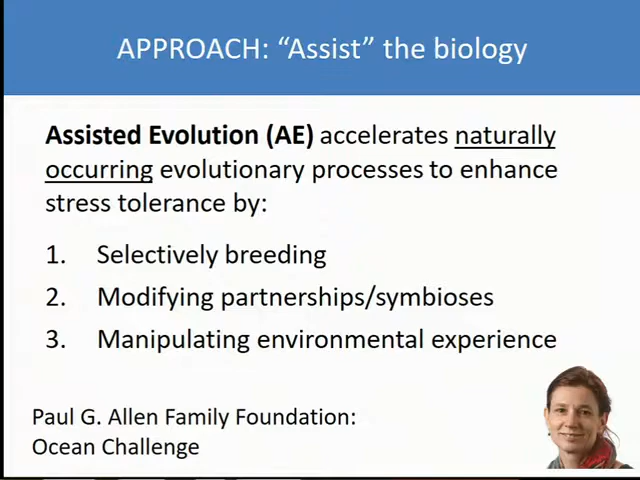 APPROACH: “Assist” the biology
Assisted Evolution (AE) accelerates naturally
occurring evolutionary processes to enhance
stress tolerance by:
1. Selectively breeding
2. Modifying partnerships/symbioses
3. Manipulating environmental experience
Paul G. Allen Family Foundation:
Ocean Challenge